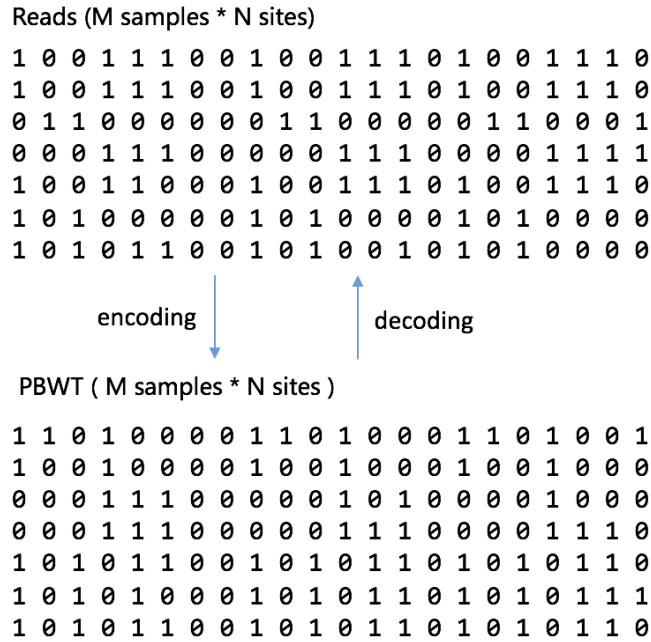 Reads (M samples * N sites)
1 0 0 1 1 1 0 0 1 0 0 1 1 1 0 1 0 0 1 1 1 0
1 0 0 1 1 1 0 0 1 0 0 1 1 1 0 1 0 0 1 1 1 0
0 1 1 0 0 0 0 0 0 1 1 0 0 0 0 0 1 1 0 0 0 1
0 0 0 1 1 1 0 0 0 0 0 1 1 1 0 0 0 0 1 1 1 1
1 0 0 1 1 0 0 0 1 0 0 1 1 1 0 1 0 0 1 1 1 0
1 0 1 0 0 0 0 0 1 0 1 0 0 0 0 1 0 1 0 0 0 0
1 0 1 0 1 1 0 0 1 0 1 0 0 1 0 1 0 1 0 0 0 0
encoding
decoding
PBWT ( M samples * N sites )
1 1 0 1 0 0 0 0 1 1 0 1 0 0 0 1 1 0 1 0 0 1
1 0 0 1 0 0 0 0 1 0 0 1 0 0 0 1 0 0 1 0 0 0
0 0 0 1 1 1 0 0 0 0 0 1 0 1 0 0 0 0 1 0 0 0
0 0 0 1 1 1 0 0 0 0 0 1 1 1 0 0 0 0 1 1 1 0
1 0 1 0 1 1 0 0 1 0 1 0 1 1 0 1 0 1 0 1 1 0
1 0 1 0 1 0 0 0 1 0 1 0 1 1 0 1 0 1 0 1 1 1
1 0 1 0 1 1 0 0 1 0 1 0 1 1 0 1 0 1 0 1 1 0